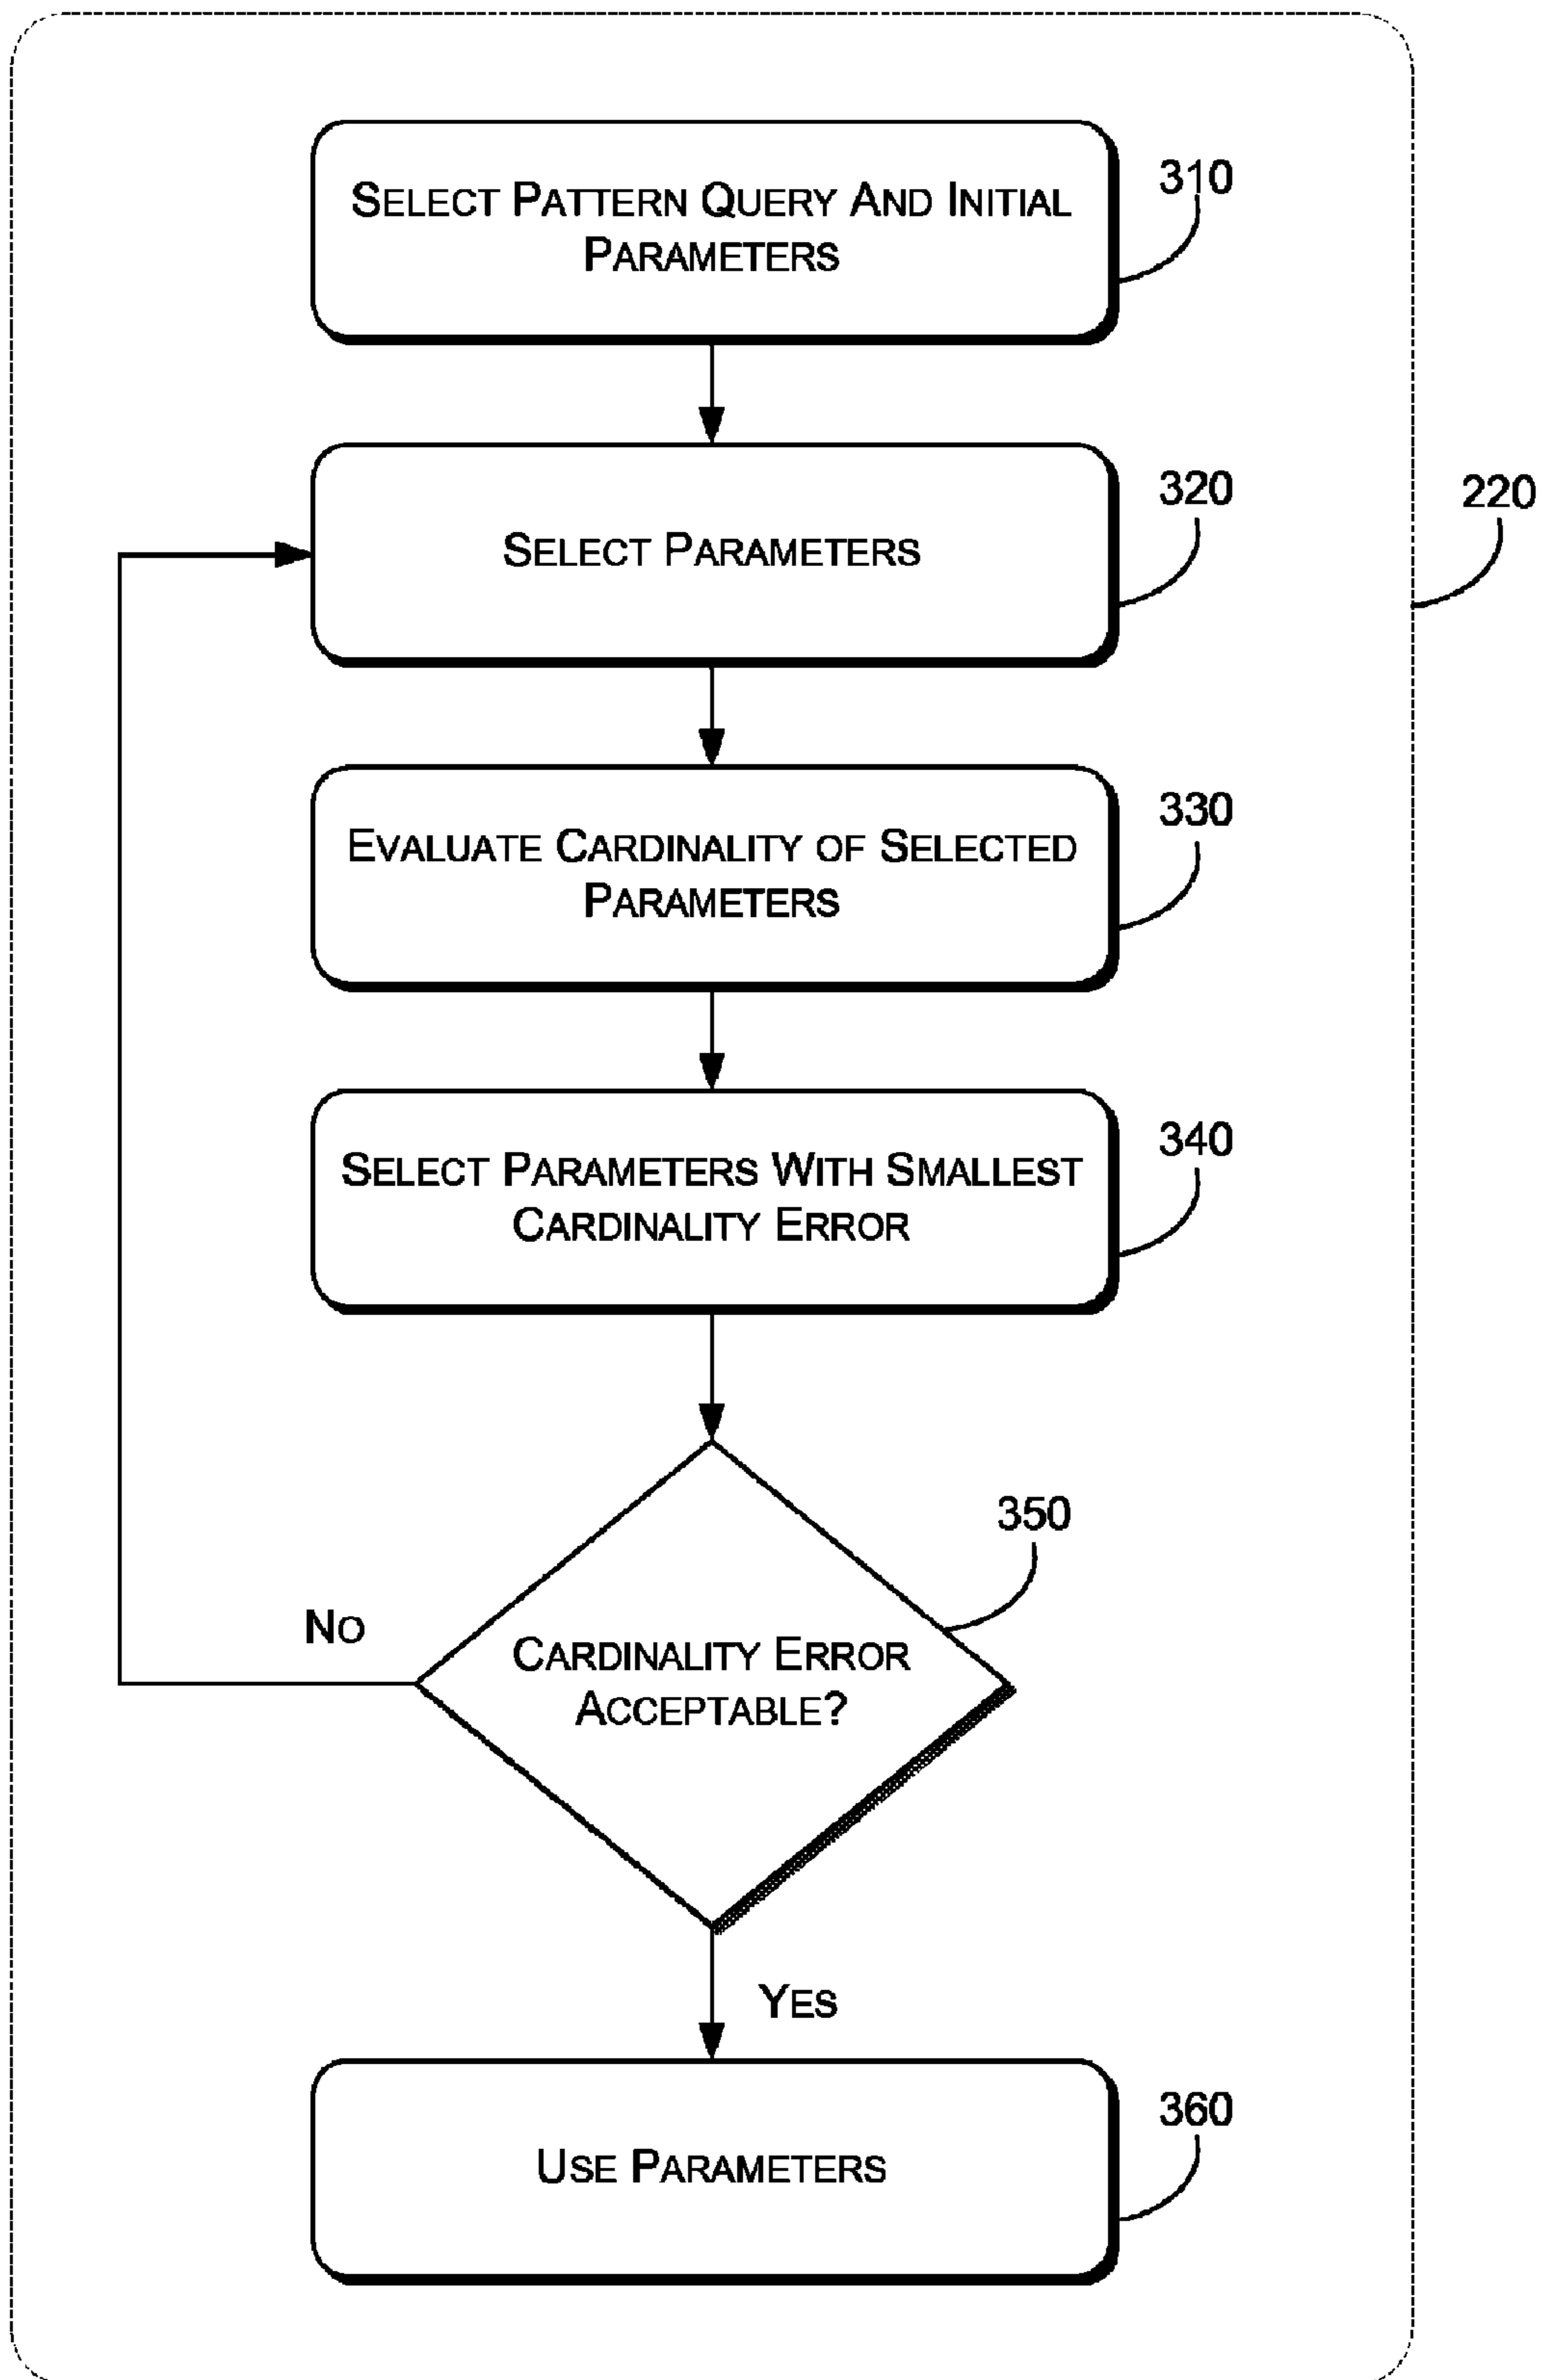 SELECT PATTERN QUERY AND INITIAL
PARAMETERS
310
SELECT PARAMETERS
320
220
EVALUATE CARDINALITY OF SELECTED
PARAMETERS
330
SELECT PARAMETERS WITH SMALLEST
CARDINALITY ERROR
340
350
NO
CARDINALITY ERROR
ACCEPTABLE?
YES
USE PARAMETERS
360